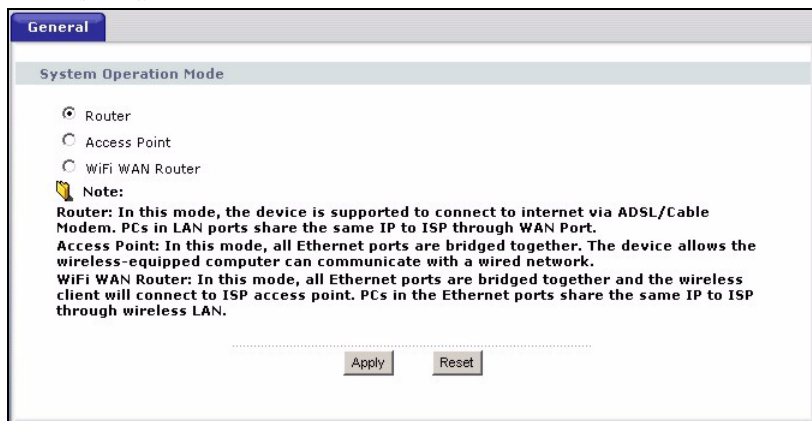 General
System Operation Mode
Router
Access Point
WiFi WAN Router
Note:
Router: In this mode, the device is supported to connect to internet via ADSL/Cable
Modem. PCs in LAN ports share the same IP to ISP through WAN Port.
Access Point: In this mode, all Ethernet ports are bridged together. The device allows the
wireless-equipped computer can communicate with a wired network.
WiFi WAN Router: In this mode, all Ethernet ports are bridged together and the wireless
client will connect to ISP access point. PCs in the Ethernet ports share the same IP to ISP
through wireless LAN.
Apply Reset